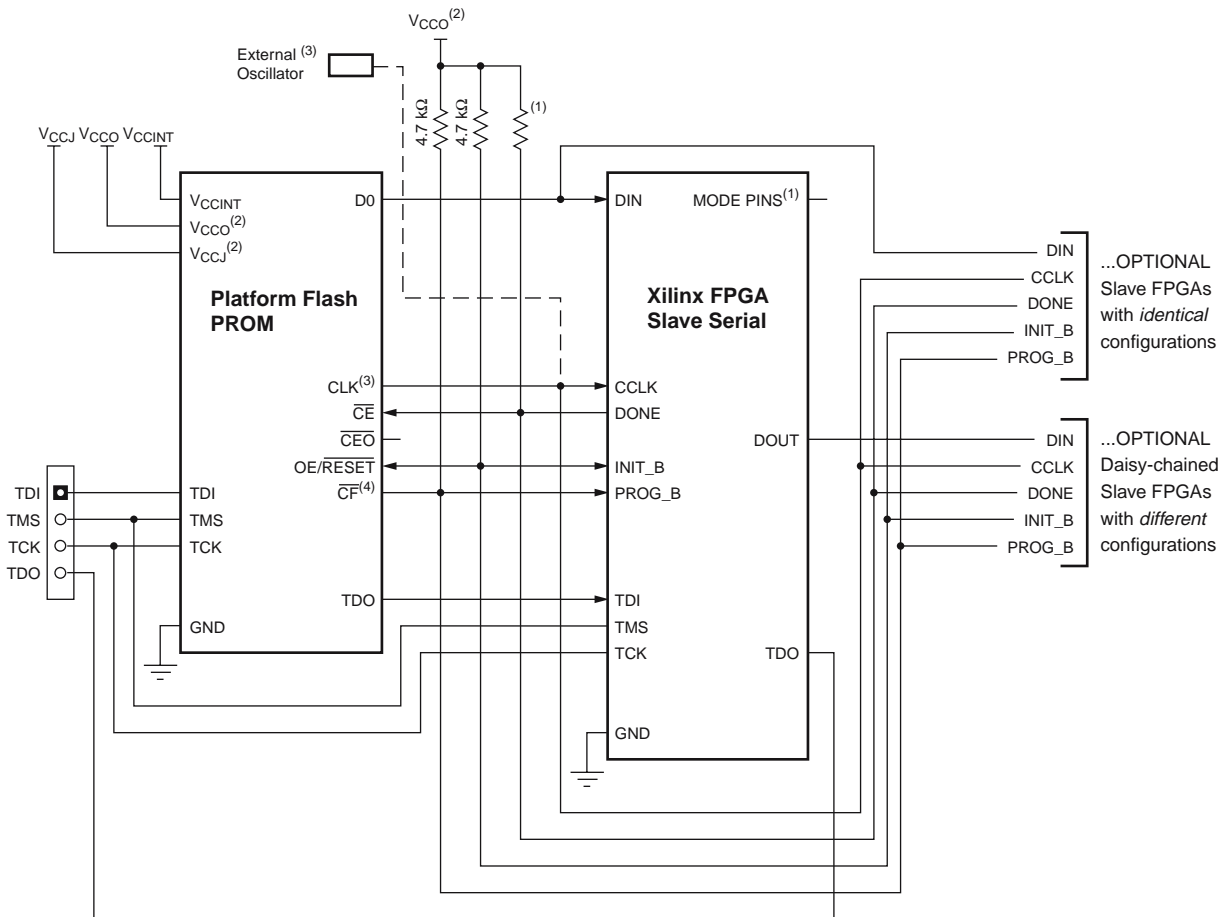 VCCO(2)
External (3)
Oscillator
4.7 kΩ
4.7 kΩ
(1)
VCCJ VCCO VCCINT
VCCINT
VCCO(2)
VCCJ(2)
D0
Platform Flash
PROM
CLK(3)
CE
CEO
OE/RESET
CF(4)
TDI
TMS
TCK
TDO
TDI
TMS
TCK
TDO
GND
DIN
MODE PINS(1)
Xilinx FPGA
Slave Serial
CCLK
DONE
DOUT
INIT_B
PROG_B
TDI
TMS
TCK
TDO
GND
DIN
CCLK
DONE
INIT_B
PROG_B
...OPTIONAL
Slave FPGAs
with identical
configurations
DIN
CCLK
DONE
INIT_B
PROG_B
...OPTIONAL
Daisy-chained
Slave FPGAs
with different
configurations